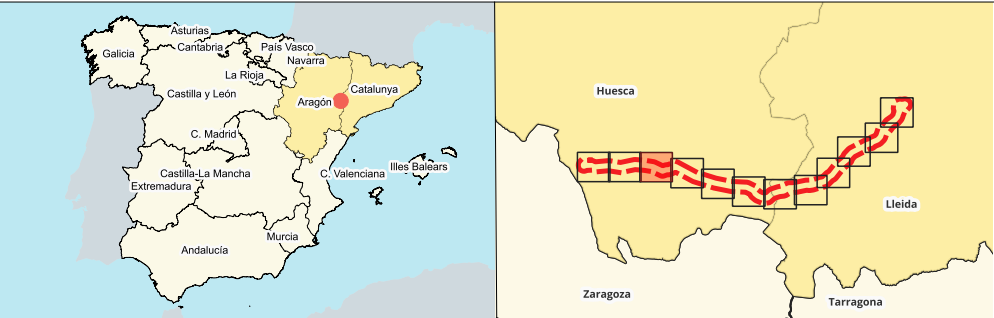 Asturias
Galicia
Cantabria
País Vasco
Navarra
La Rioja
Catalunya
Castilla y León
Aragón
C. Madrid
Castilla-La Mancha
C. Valenciana
Illes Balears
Extremadura
Murcia
Andalucía
Huesca
Lleida
Zaragoza
Tarragona